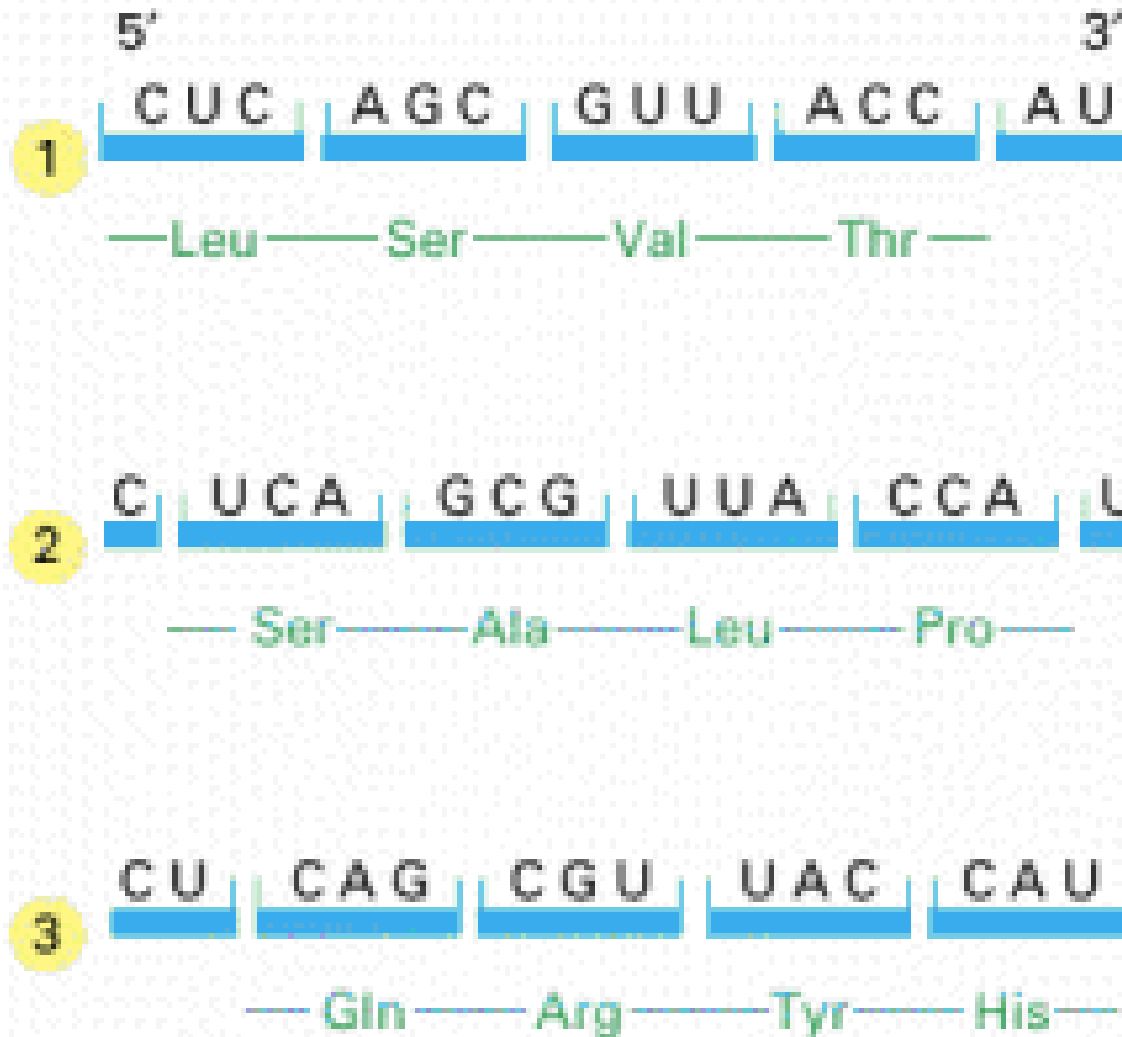 5′ 3′
1 CUC AGC GUU ACC AU
Leu Ser Val Thr
2 C UCA GCG UUA CCA U
Ser Ala Leu Pro
3 CU CAG CGU UAC CAU
Gln Arg Tyr His